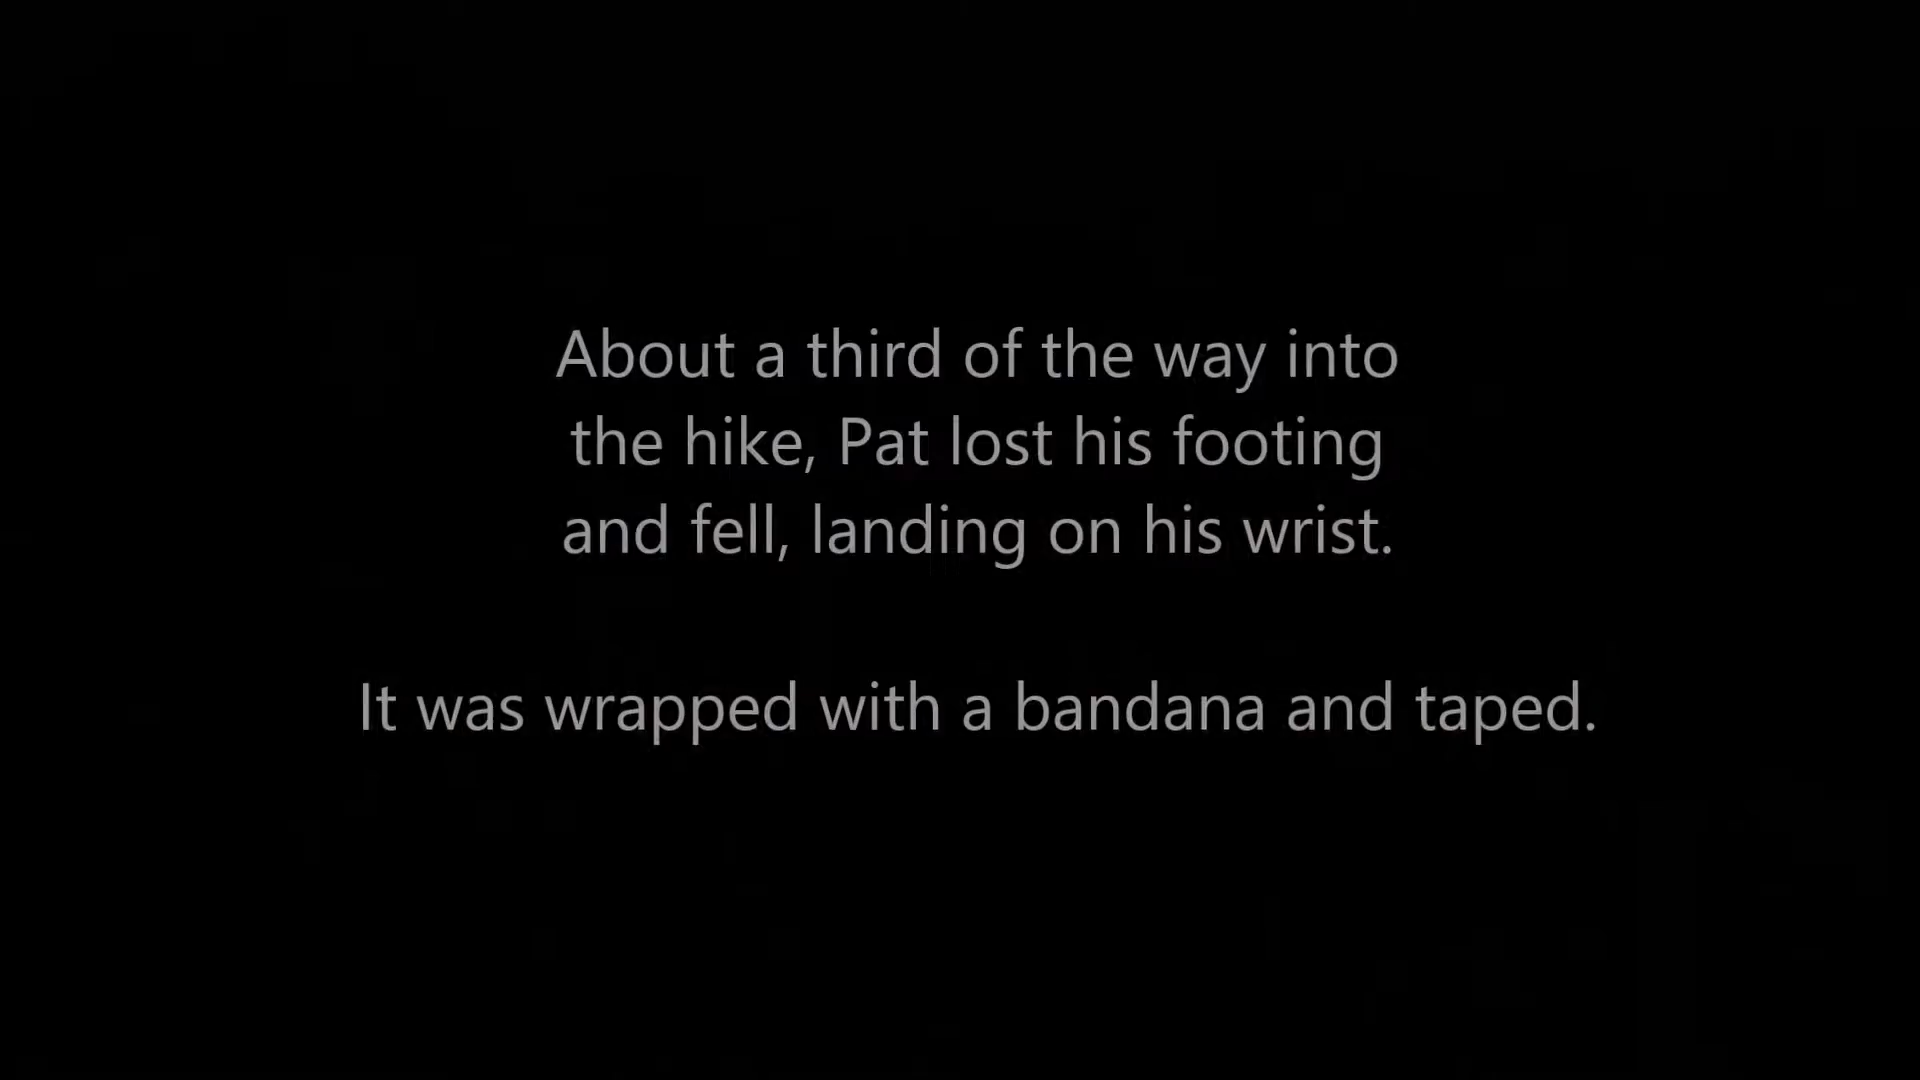 About a third of the way into
the hike, Pat lost his footing
and fell, landing on his wrist.
It was wrapped with a bandana and taped.